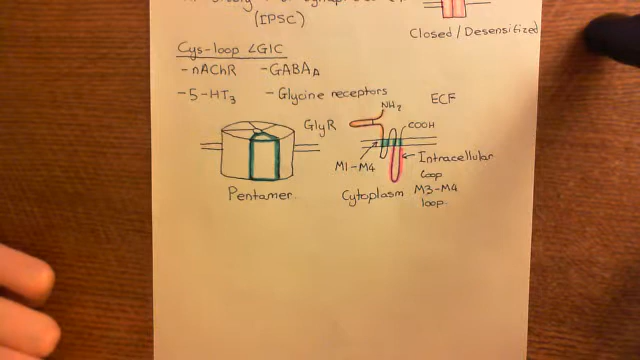 (IPSC)
Closed/Desensitized
Cys-loop LGIC
- nAChR - GABAA
- 5-HT3 - Glycine receptors
GlyR
NH2
ECF
COOH
M1-M4
Intracellular
loop
M3-M4
loop.
Pentamer.
Cytoplasm